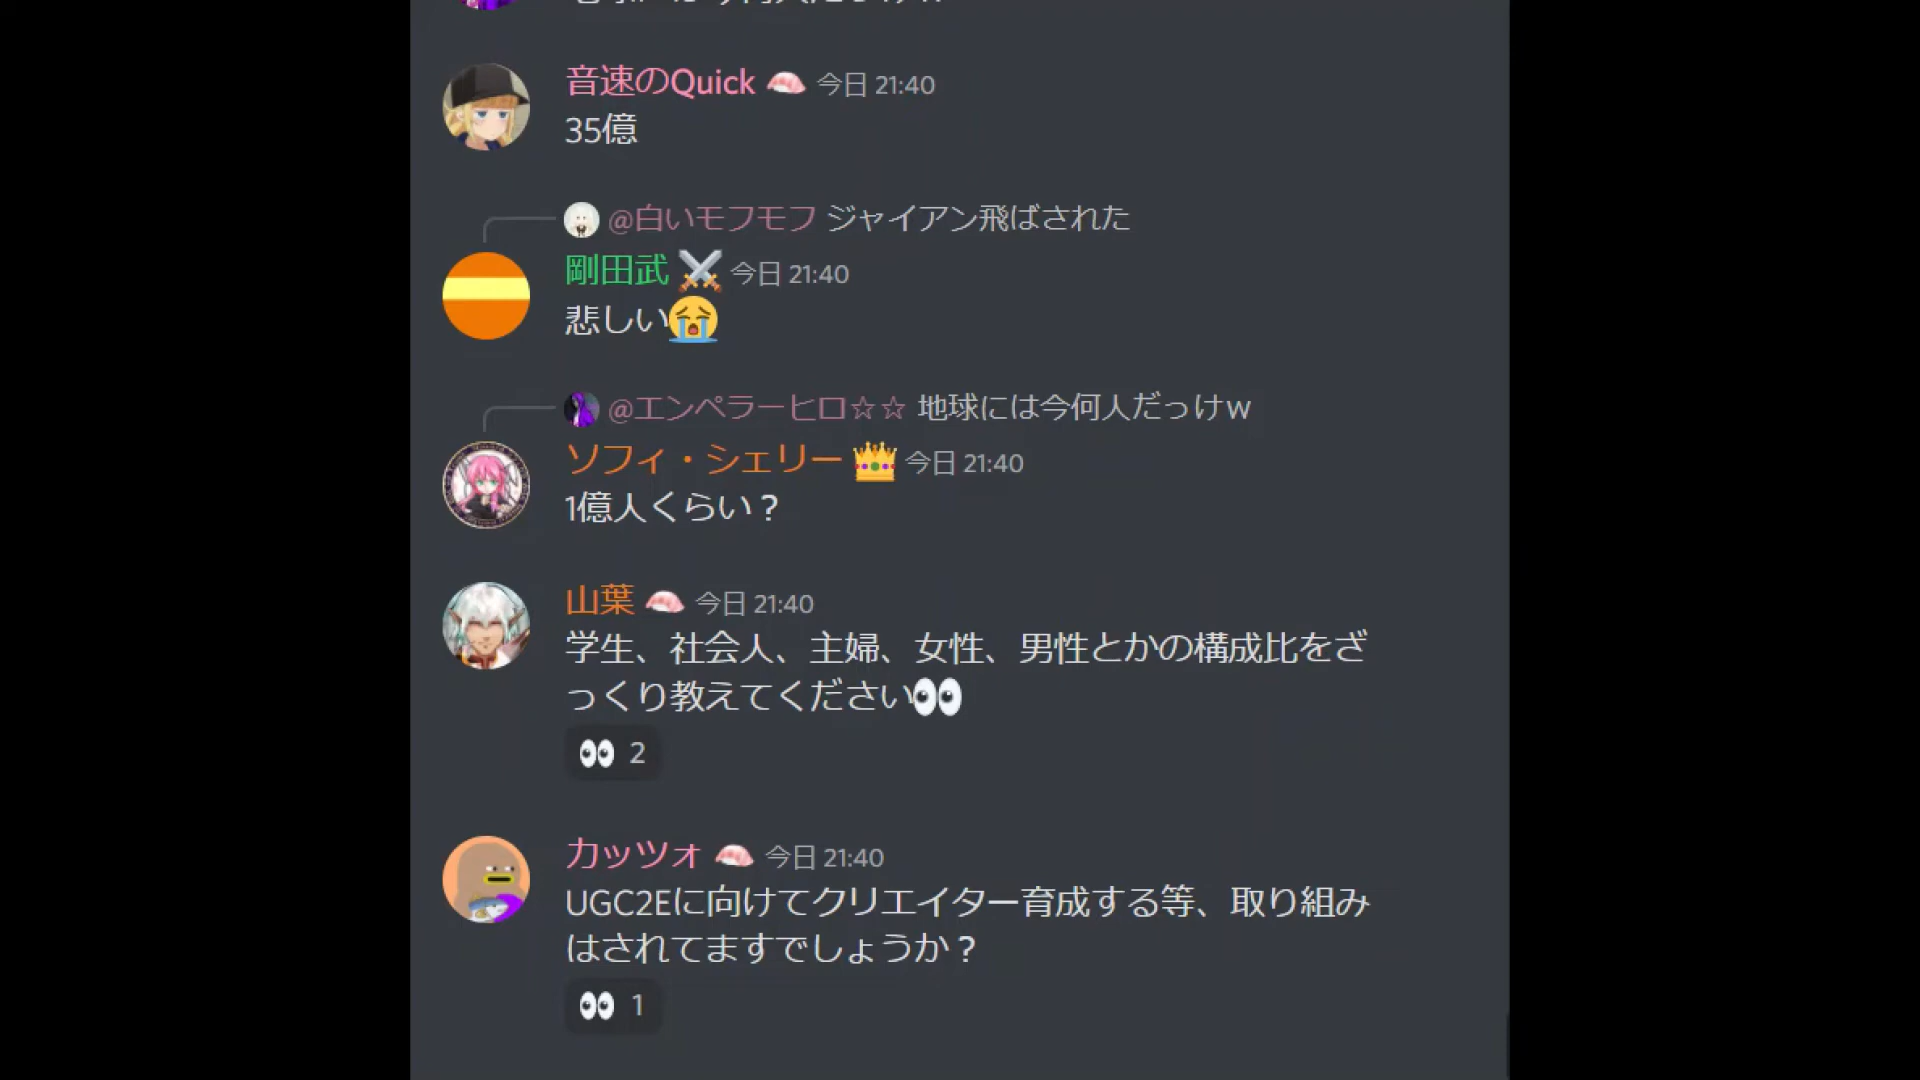 音速のQuick 今日 21:40
35億
@白いモフモフ ジャイアン飛ばされた
剛田武 今日 21:40
悲しい
@エンペラーヒロ☆☆ 地球には今何人だっけw
ソフィ・シェリー 今日 21:40
1億人くらい？
山葉 今日 21:40
学生、社会人、主婦、女性、男性とかの構成比をざ
っくり教えてください
2
カッツォ 今日 21:40
UGC2Eに向けてクリエイター育成する等、取り組み
はされてますでしょうか？
1